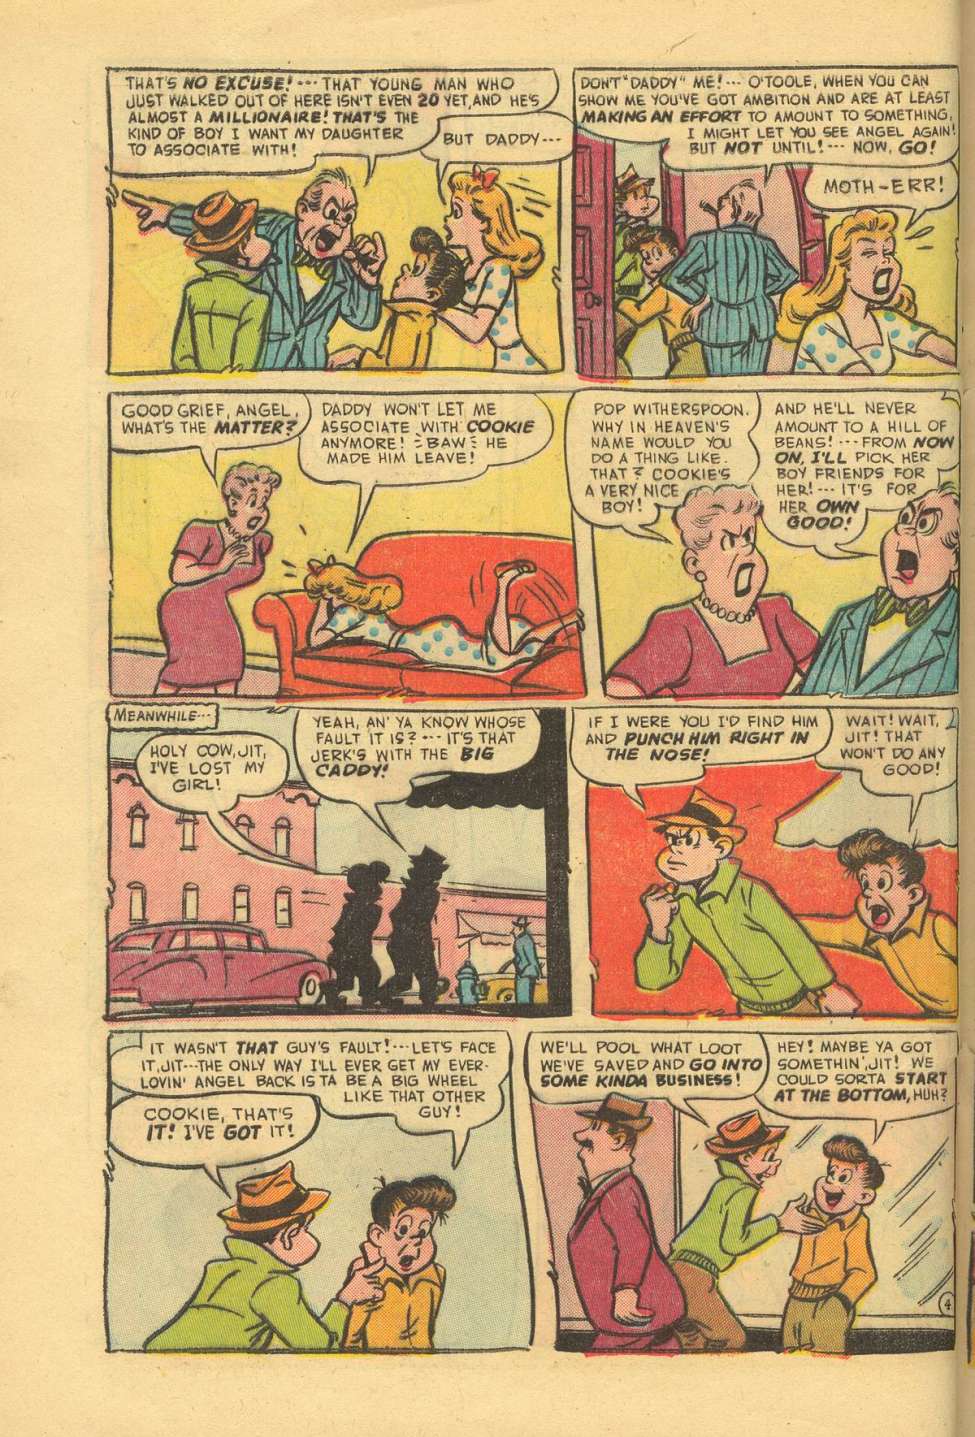 THAT'S NO EXCUSE!--- THAT YOUNG MAN WHO
JUST WALKED OUT OF HERE ISN'T EVEN 20 YET, AND HE'S
ALMOST A MILLIONAIRE! THAT'S THE
KIND OF BOY I WANT MY DAUGHTER
TO ASSOCIATE WITH!
BUT DADDY---
DON'T "DADDY" ME!--- O'TOOLE, WHEN YOU CAN
SHOW ME YOU'VE GOT AMBITION AND ARE AT LEAST
MAKING AN EFFORT TO AMOUNT TO SOMETHING,
I MIGHT LET YOU SEE ANGEL AGAIN!
BUT NOT UNTIL!--- NOW, GO!
MOTH-ERR!
GOOD GRIEF, ANGEL,
WHAT'S THE MATTER?
DADDY WON'T LET ME
ASSOCIATE WITH COOKIE
ANYMORE! BAW HE
MADE HIM LEAVE!
POP WITHERSPOON.
WHY IN HEAVEN'S
NAME WOULD YOU
DO A THING LIKE.
THAT? COOKIE'S
A VERY NICE
BOY!
AND HE'LL NEVER
AMOUNT TO A HILL OF
BEANS!---FROM NOW
ON, I'LL PICK HER
BOY FRIENDS FOR
HER!--- IT'S FOR
HER OWN
GOOD!
MEANWHILE---
HOLY COW, JIT,
I'VE LOST MY
GIRL!
YEAH, AN' YA KNOW WHOSE
FAULT IT IS?--- IT'S THAT
JERK'S WITH THE BIG
CADDY!
IF I WERE YOU I'D FIND HIM
AND PUNCH HIM RIGHT IN
THE NOSE!
WAIT! WAIT,
JIT! THAT
WON'T DO ANY
GOOD!
IT WASN'T THAT GUY'S FAULT!--- LET'S FACE
IT, JIT---THE ONLY WAY I'LL EVER GET MY EVER-
LOVIN' ANGEL BACK IS TA BE A BIG WHEEL
LIKE THAT OTHER
GUY!
COOKIE, THAT'S
IT! I'VE GOT IT!
WE'LL POOL WHAT LOOT
WE'VE SAVED AND GO INTO
SOME KINDA BUSINESS!
HEY! MAYBE YA GOT
SOMETHIN', JIT! WE
COULD SORTA START
AT THE BOTTOM, HUH?
4